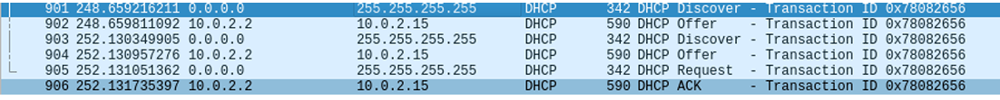 901 248.659216211 0.0.0.0 255.255.255.255 DHCP 342 DHCP Discover - Transaction ID 0x78082656
902 248.659811092 10.0.2.2 10.0.2.15 DHCP 590 DHCP Offer - Transaction ID 0x78082656
903 252.130349905 0.0.0.0 255.255.255.255 DHCP 342 DHCP Discover - Transaction ID 0x78082656
904 252.130957276 10.0.2.2 10.0.2.15 DHCP 590 DHCP Offer - Transaction ID 0x78082656
905 252.131051362 0.0.0.0 255.255.255.255 DHCP 342 DHCP Request - Transaction ID 0x78082656
906 252.131735397 10.0.2.2 10.0.2.15 DHCP 590 DHCP ACK - Transaction ID 0x78082656